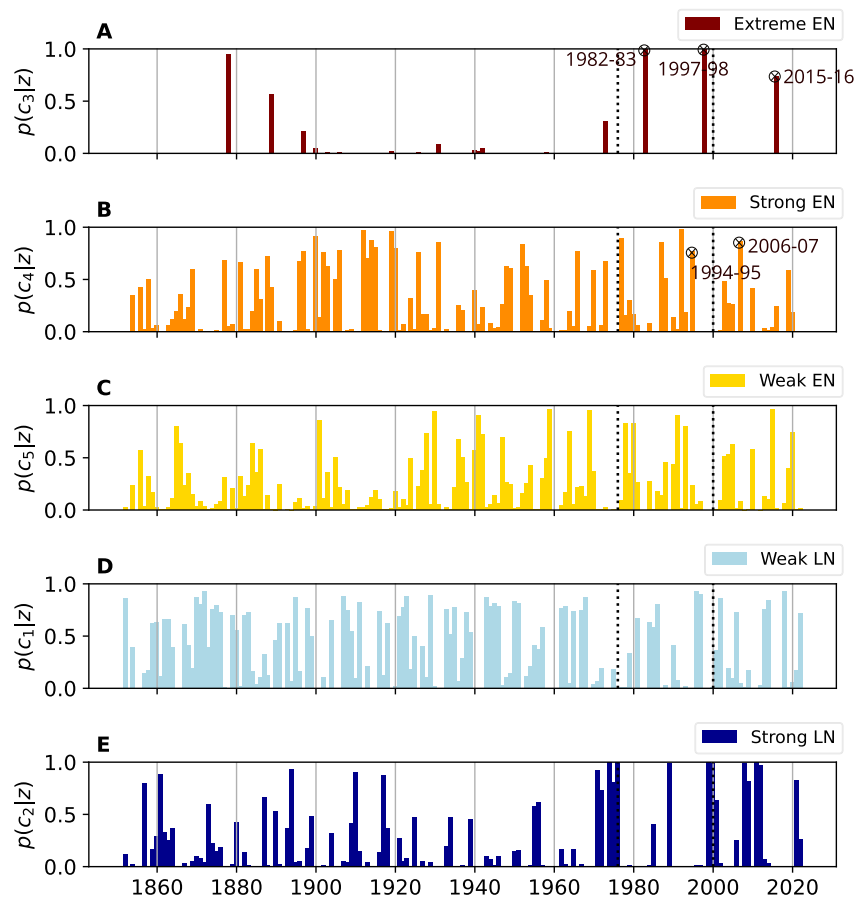 A
Extreme EN
1.0
0.5
0.0
p(c₃|z)
1982-83
1997-98
2015-16
B
Strong EN
1.0
0.5
0.0
p(c₄|z)
2006-07
1994-95
C
Weak EN
1.0
0.5
0.0
p(c₅|z)
D
Weak LN
1.0
0.5
0.0
p(c₁|z)
E
Strong LN
1.0
0.5
0.0
p(c₂|z)
1860 1880 1900 1920 1940 1960 1980 2000 2020